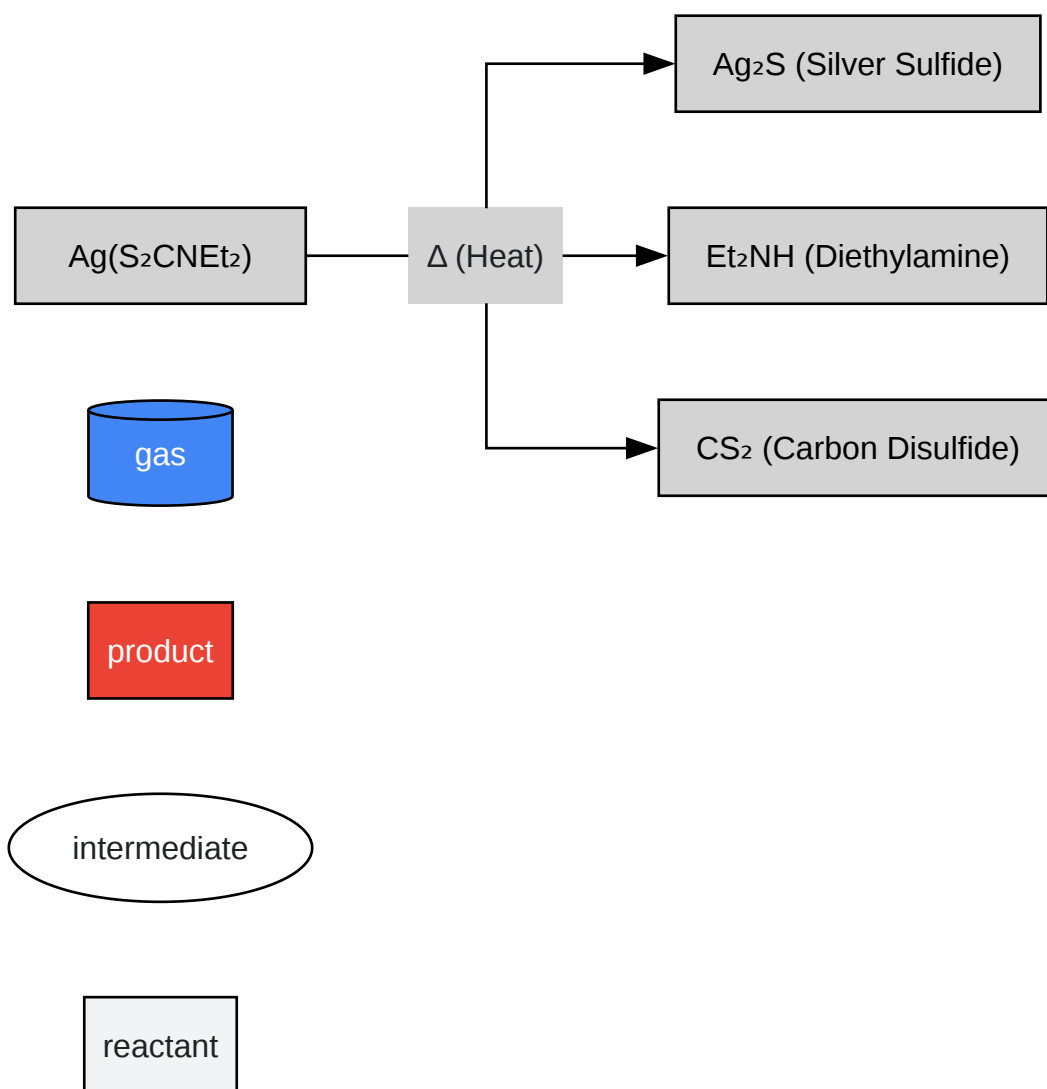 Ag₂S (Silver Sulfide)
Ag(S₂CNEt₂)
Δ (Heat)
Et₂NH (Diethylamine)
CS₂ (Carbon Disulfide)
gas
product
intermediate
reactant